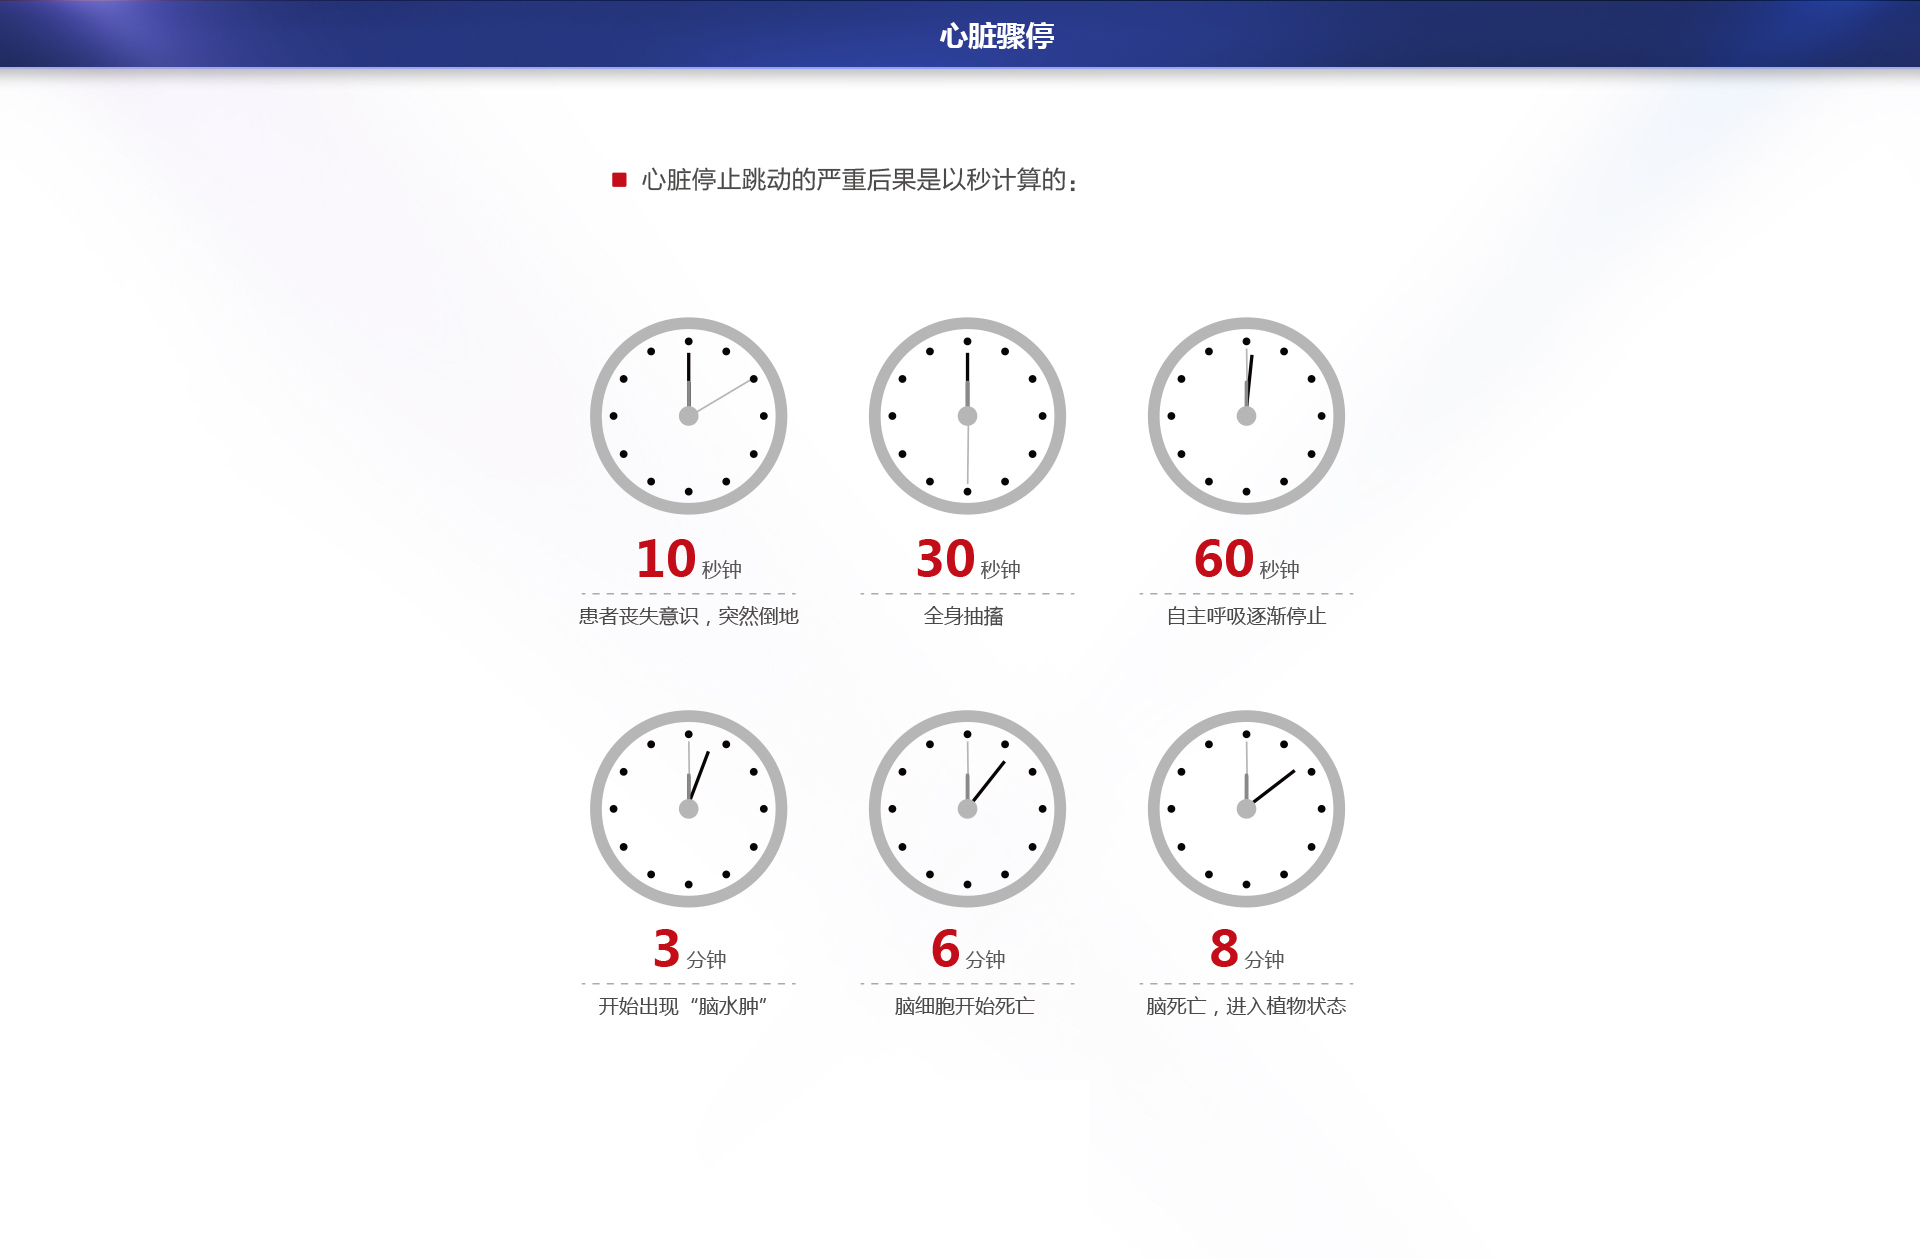 心脏骤停
心脏停止跳动的严重后果是以秒计算的：
10 秒钟
患者丧失意识，突然倒地
30 秒钟
全身抽搐
60 秒钟
自主呼吸逐渐停止
3 分钟
开始出现“脑水肿”
6 分钟
脑细胞开始死亡
8 分钟
脑死亡，进入植物状态